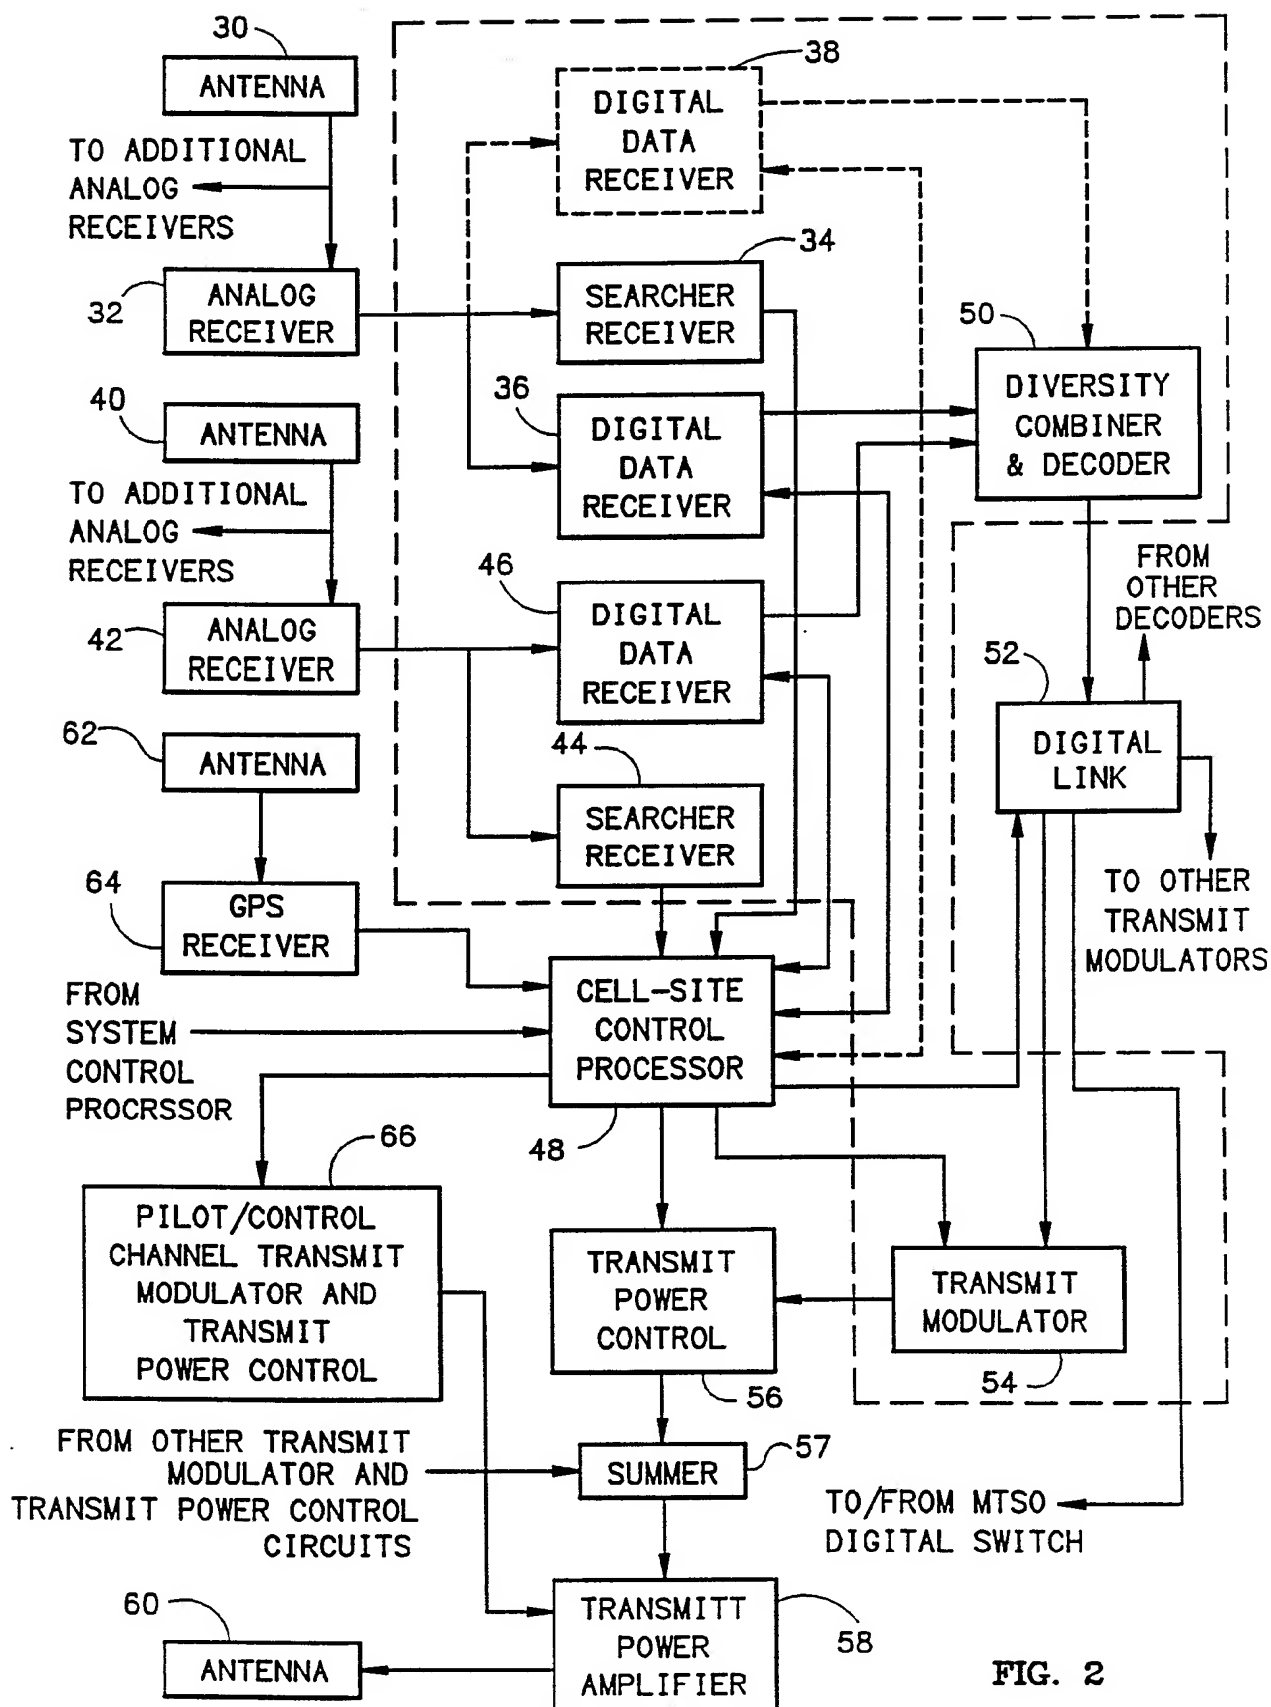 30
ANTENNA
TO ADDITIONAL
ANALOG
RECEIVERS
32
ANALOG
RECEIVER
40
ANTENNA
TO ADDITIONAL
ANALOG
RECEIVERS
42
ANALOG
RECEIVER
62
ANTENNA
64
GPS
RECEIVER
FROM
SYSTEM
CONTROL
PROCRSSOR
38
DIGITAL
DATA
RECEIVER
34
SEARCHER
RECEIVER
36
DIGITAL
DATA
RECEIVER
46
DIGITAL
DATA
RECEIVER
44
SEARCHER
RECEIVER
50
DIVERSITY
COMBINER
& DECODER
FROM
OTHER
DECODERS
52
DIGITAL
LINK
TO OTHER
TRANSMIT
MODULATORS
CELL-SITE
CONTROL
PROCESSOR
48
66
PILOT/CONTROL
CHANNEL TRANSMIT
MODULATOR AND
TRANSMIT
POWER CONTROL
TRANSMIT
POWER
CONTROL
56
TRANSMIT
MODULATOR
54
FROM OTHER TRANSMIT
MODULATOR AND
TRANSMIT POWER CONTROL
CIRCUITS
57
SUMMER
TO/FROM MTSO
DIGITAL SWITCH
60
ANTENNA
TRANSMITT
POWER
AMPLIFIER
58
FIG. 2